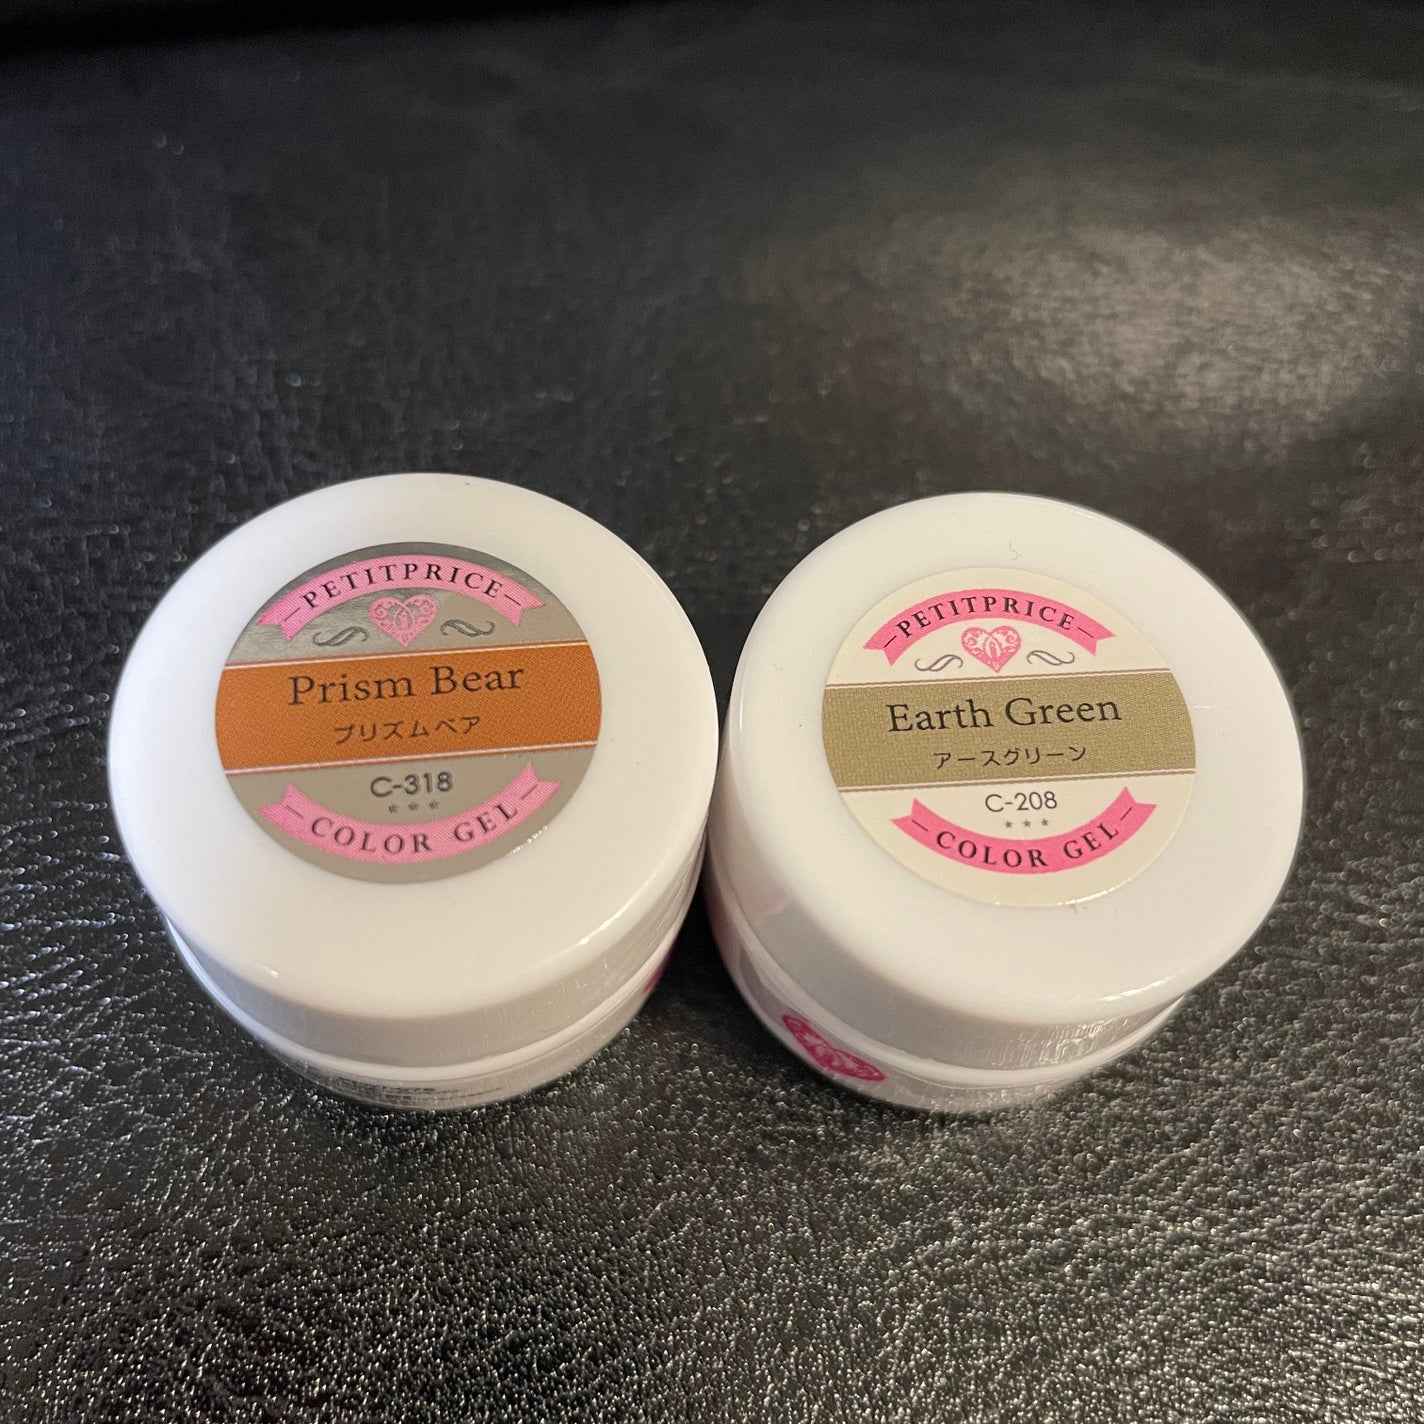 PETITPRICE
Prism Bear
プリズムベア
C-318
COLOR GEL
PETITPRICE
Earth Green
アースグリーン
C-208
COLOR GEL